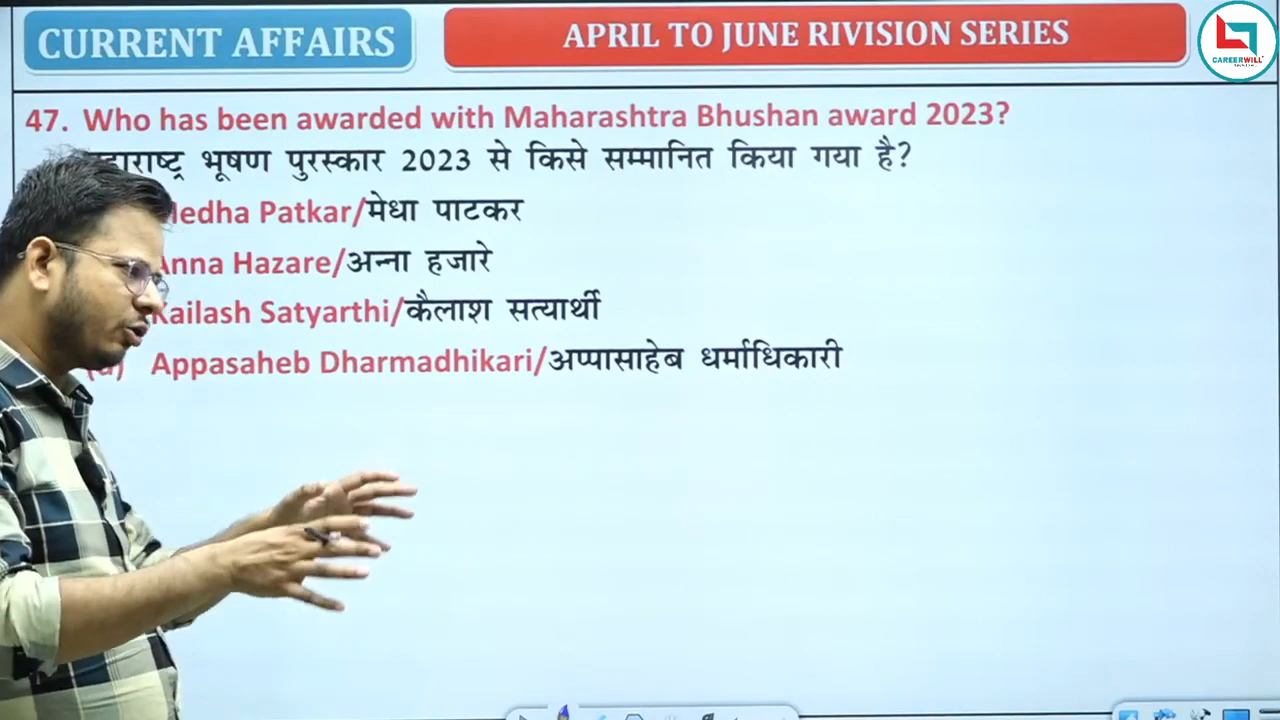 CURRENT AFFAIRS
APRIL TO JUNE RIVISION SERIES
CAREERWILL
47. Who has been awarded with Maharashtra Bhushan award 2023?
भूषण पुरस्कार 2023 से किसे सम्मानित किया गया है?
Patkar/मेधा पाटकर
Anna Hazare/अन्ना हजारे
Kailash Satyarthi/कैलाश सत्यार्थी
(d) Appasaheb Dharmadhikari/अप्पासाहेब धर्माधिकारी